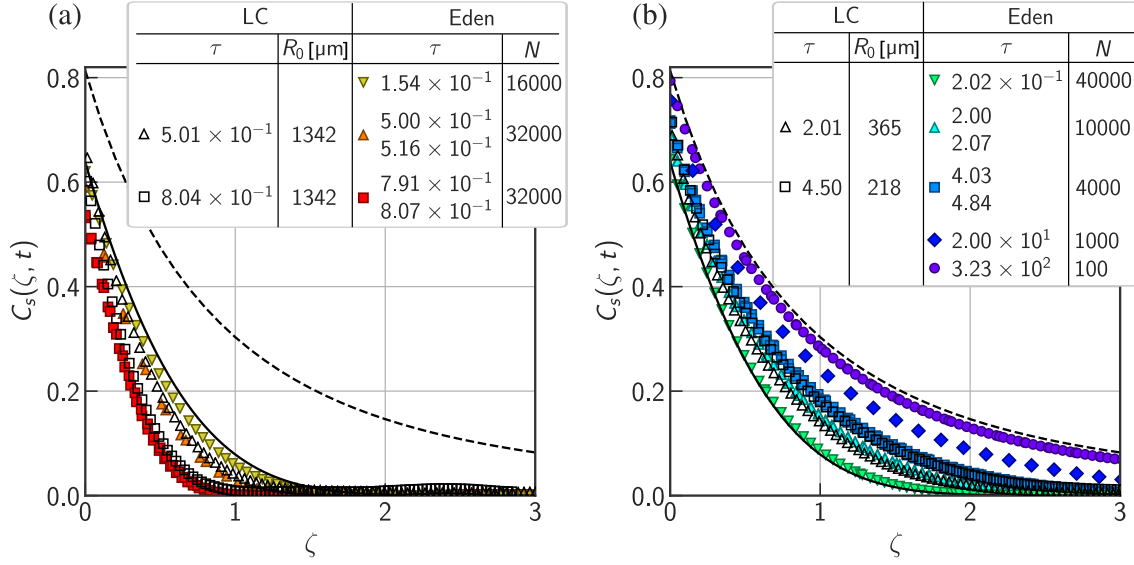 (a)
LC Eden
τ R₀ [µm] τ N
1.54 × 10⁻¹ 16000
5.01 × 10⁻¹ 1342 5.00 × 10⁻¹ 32000
5.16 × 10⁻¹
8.04 × 10⁻¹ 1342 7.91 × 10⁻¹ 32000
8.07 × 10⁻¹
0.8
0.6
0.4
0.2
0.0
Cₛ(ζ, t)
0 1 2 3
ζ
(b)
LC Eden
τ R₀ [µm] τ N
2.02 × 10⁻¹ 40000
2.01 365 2.00 10000
2.07
4.50 218 4.03 4000
4.84
2.00 × 10¹ 1000
3.23 × 10² 100
0.8
0.6
0.4
0.2
0.0
Cₛ(ζ, t)
0 1 2 3
ζ